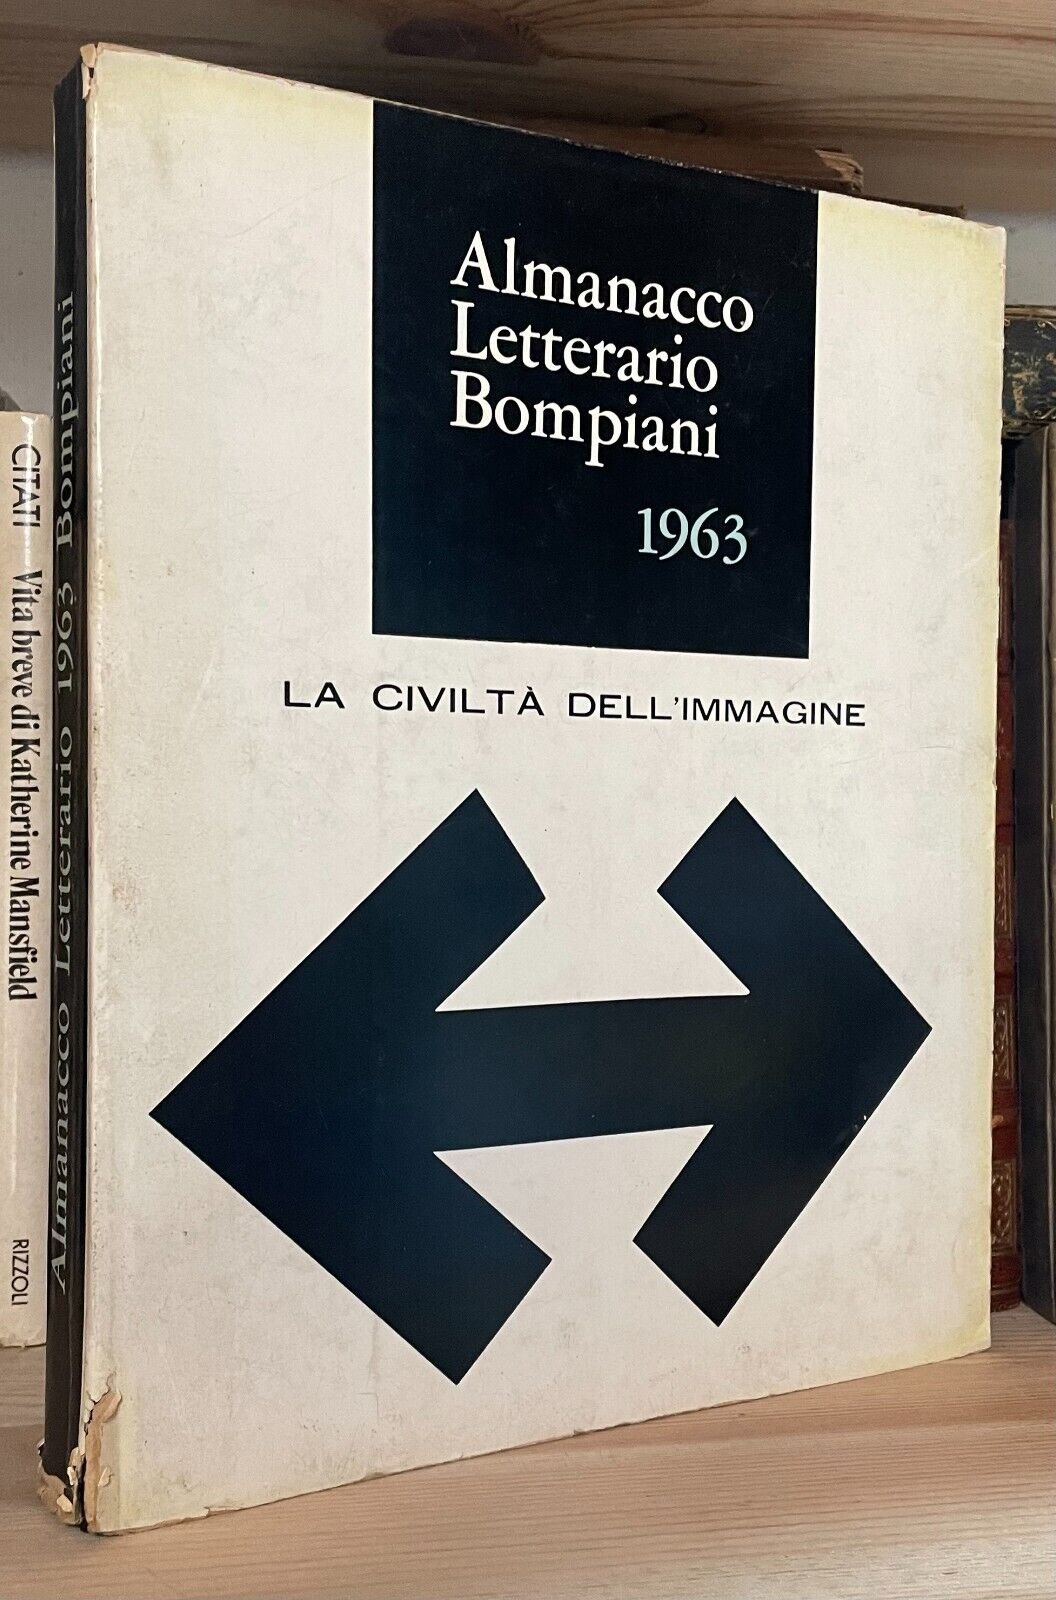 Almanacco
Letterario
Bompiani
1963
LA CIVILTÀ DELL'IMMAGINE
Almanacco Letterario 1963 Bompiani
CITATI Vita breve di Katherine Mansfield
RIZZOLI